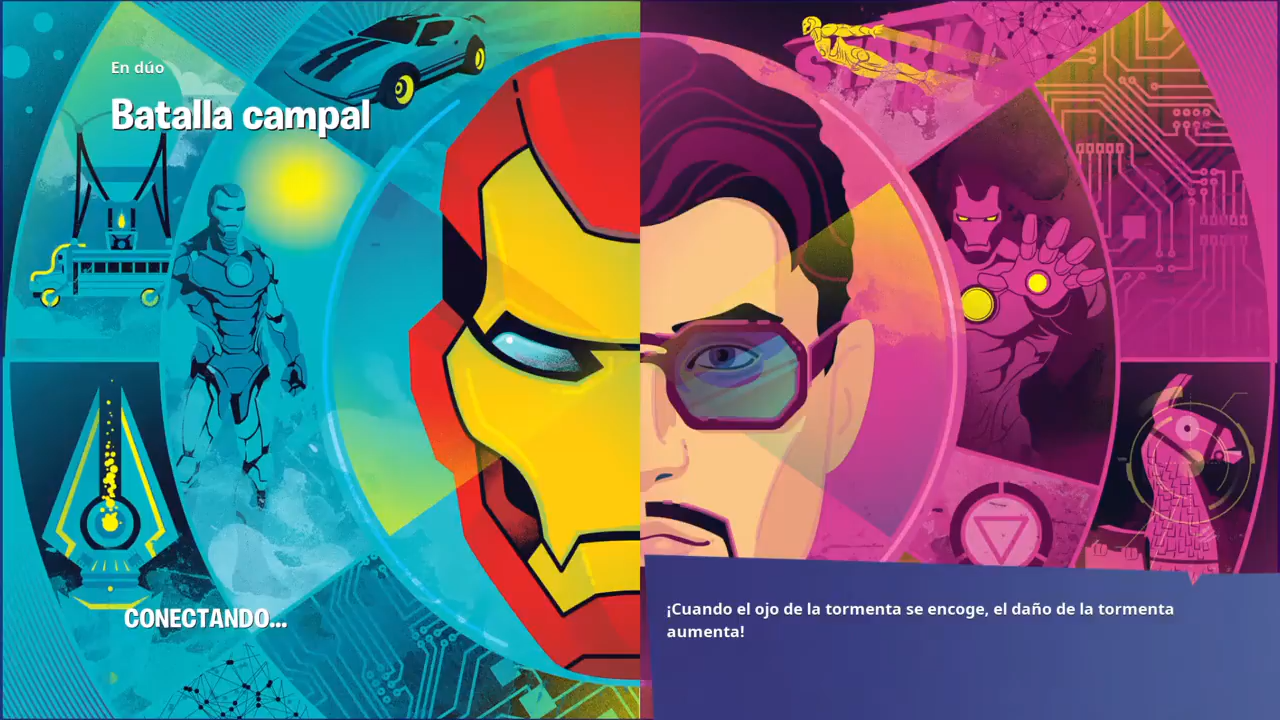 En dúo
Batalla campal
STARK
CONECTANDO...
¡Cuando el ojo de la tormenta se encoge, el daño de la tormenta
aumenta!